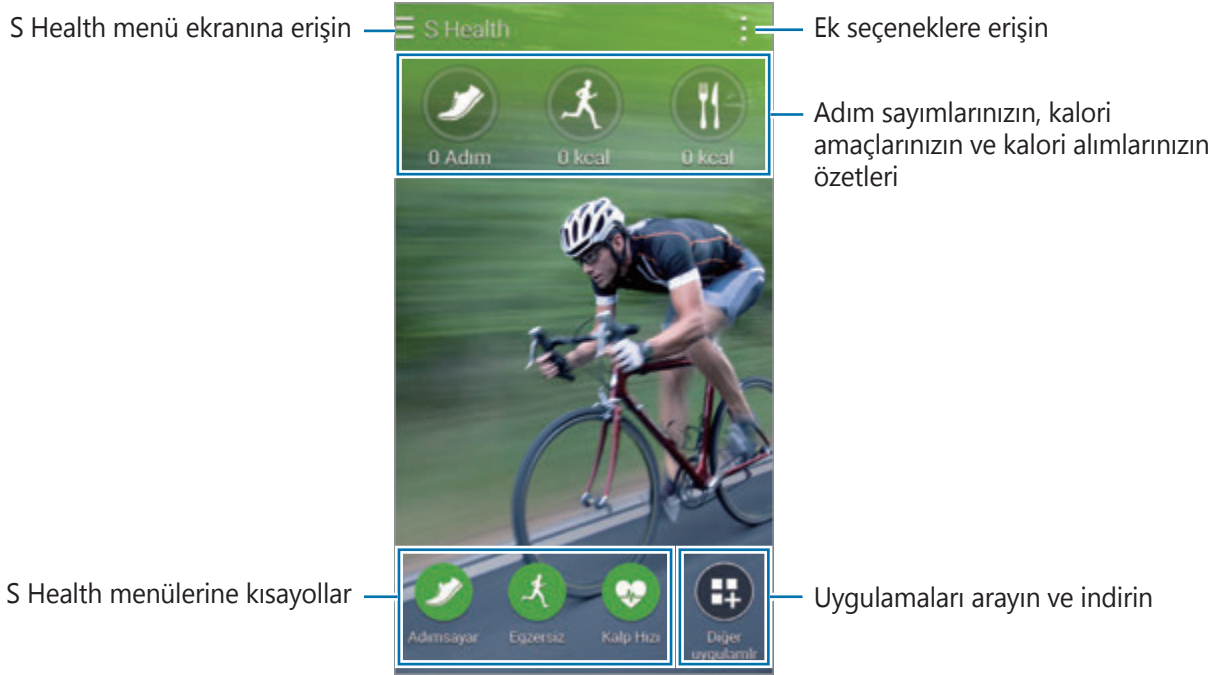 S Health menü ekranına erişin
S Health
Ek seçeneklere erişin
0 Adım
0 kcal
0 kcal
Adım sayımlarınızın, kalori
amaçlarınızın ve kalori alımlarınızın
özetleri
S Health menülerine kısayollar
Adımsayar
Egzersiz
Kalp Hızı
Diğer
uygulamlr
Uygulamaları arayın ve indirin